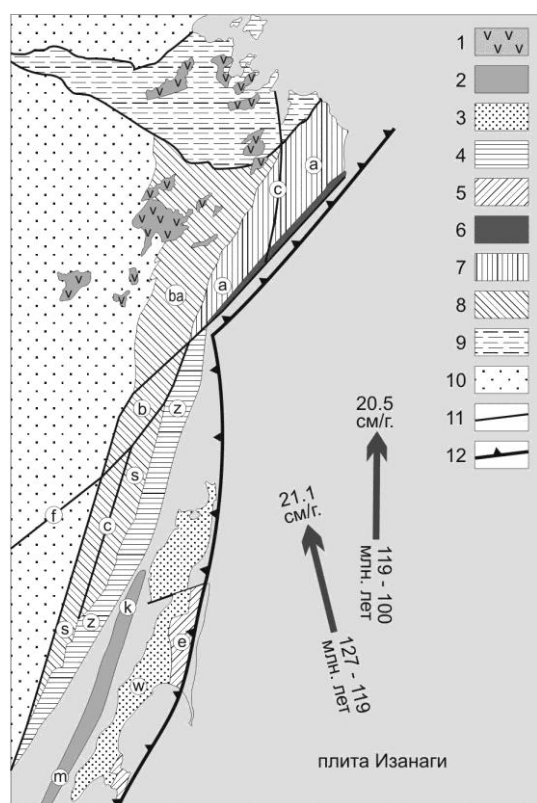 1
2
3
4
5
6
7
8
9
10
11
12
a
c
a
ba
b
z
s
f
c
k
s
z
e
w
m
20.5
см/г.
119 - 100
млн. лет
21.1
см/г.
127 - 119
млн. лет
плита Изанаги